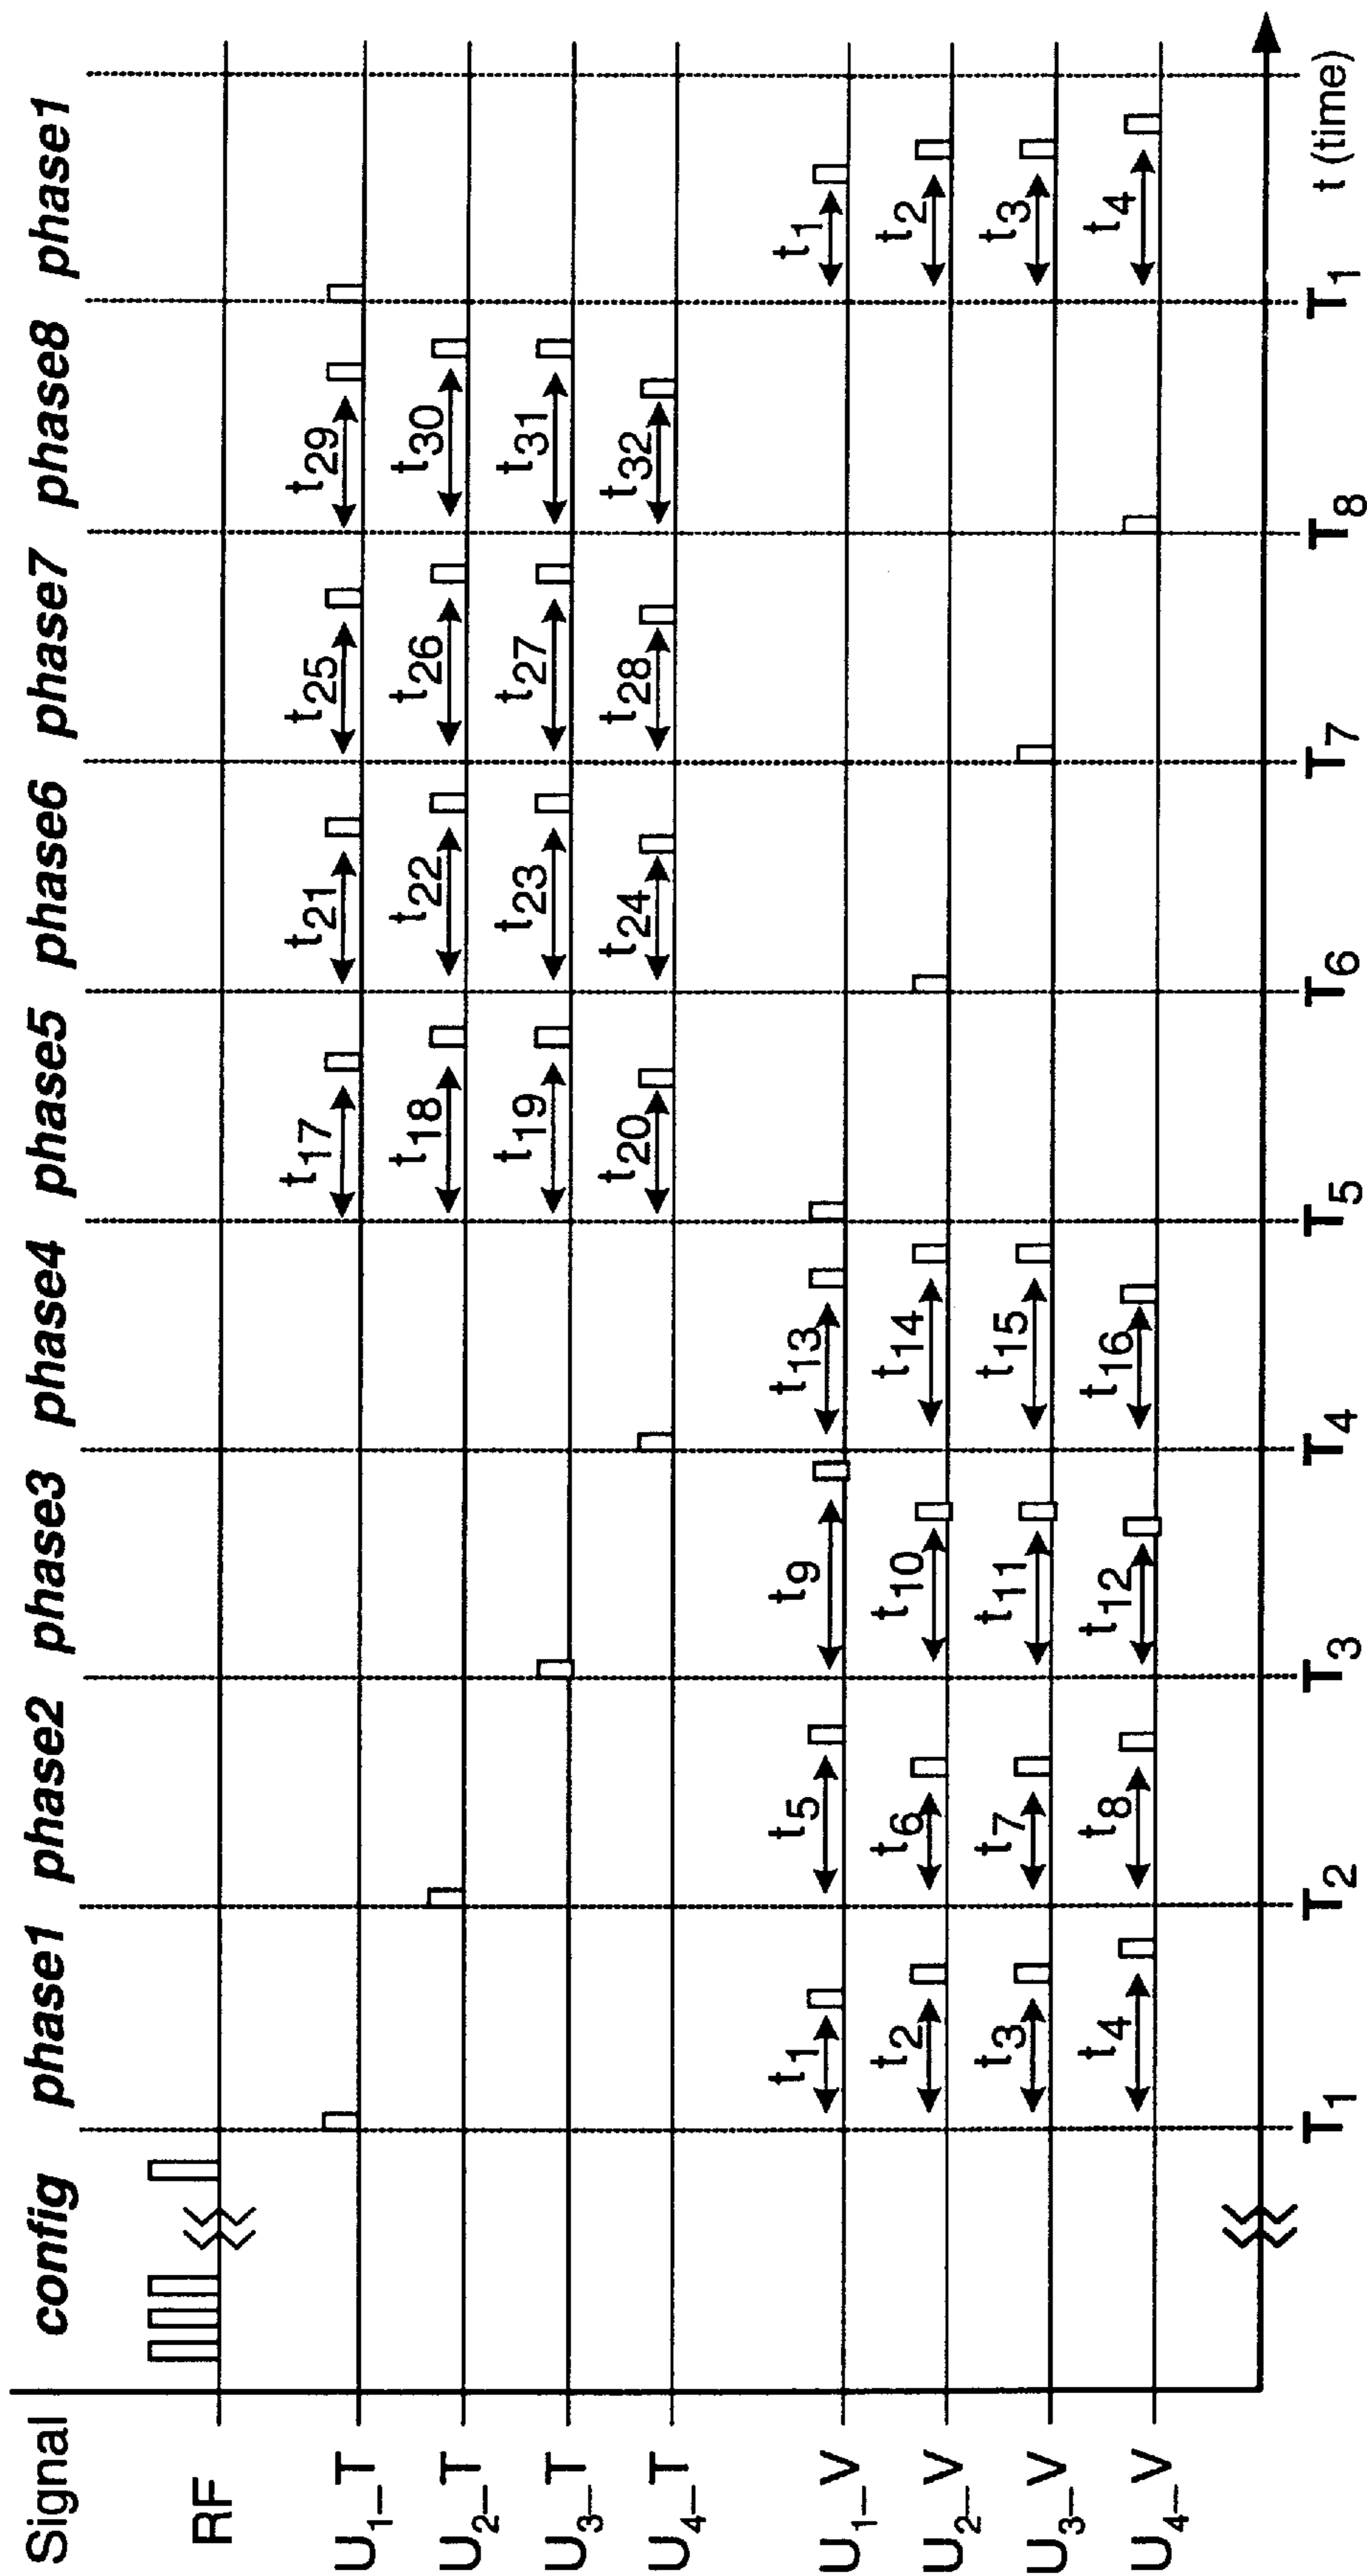 Signal config phase1 phase2 phase3 phase4 phase5 phase6 phase7 phase8 phase1
RF
U1_T t17 t21 t25 t29
U2_T t18 t22 t26 t30
U3_T t19 t23 t27 t31
U4_T t20 t24 t28 t32
U1_V t1 t5 t9 t13 t1
U2_V t2 t6 t10 t14 t2
U3_V t3 t7 t11 t15 t3
U4_V t4 t8 t12 t16 t4
T1 T2 T3 T4 T5 T6 T7 T8 T1 t (time)